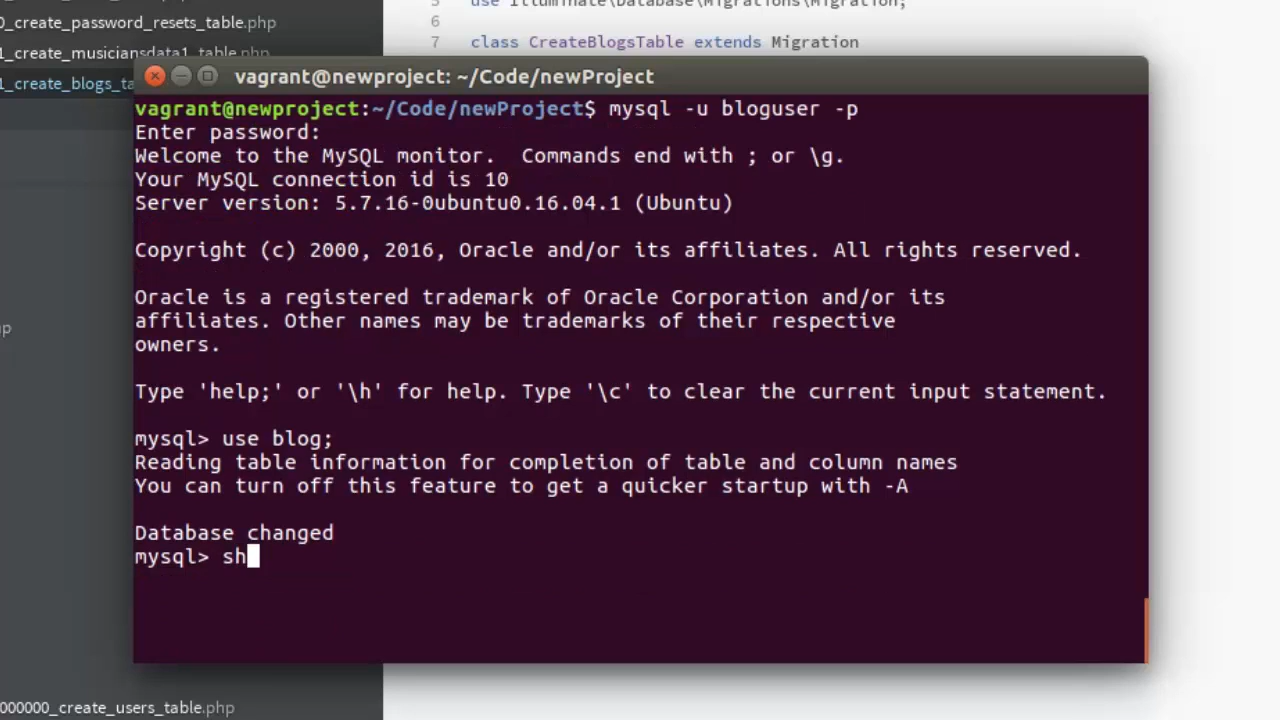 5 use Illuminate\Database\Migrations\Migration;
0_create_password_resets_table.php
6
1_create_musiciansdata1_table.php
7 class CreateBlogsTable extends Migration
1_create_blogs_ta
vagrant@newproject: ~/Code/newProject
vagrant@newproject:~/Code/newProject$ mysql -u bloguser -p
Enter password:
Welcome to the MySQL monitor.  Commands end with ; or \g.
Your MySQL connection id is 10
Server version: 5.7.16-0ubuntu0.16.04.1 (Ubuntu)
Copyright (c) 2000, 2016, Oracle and/or its affiliates. All rights reserved.
Oracle is a registered trademark of Oracle Corporation and/or its
affiliates. Other names may be trademarks of their respective
owners.
Type 'help;' or '\h' for help. Type '\c' to clear the current input statement.
mysql> use blog;
Reading table information for completion of table and column names
You can turn off this feature to get a quicker startup with -A
Database changed
mysql> sh
p
000000_create_users_table.php